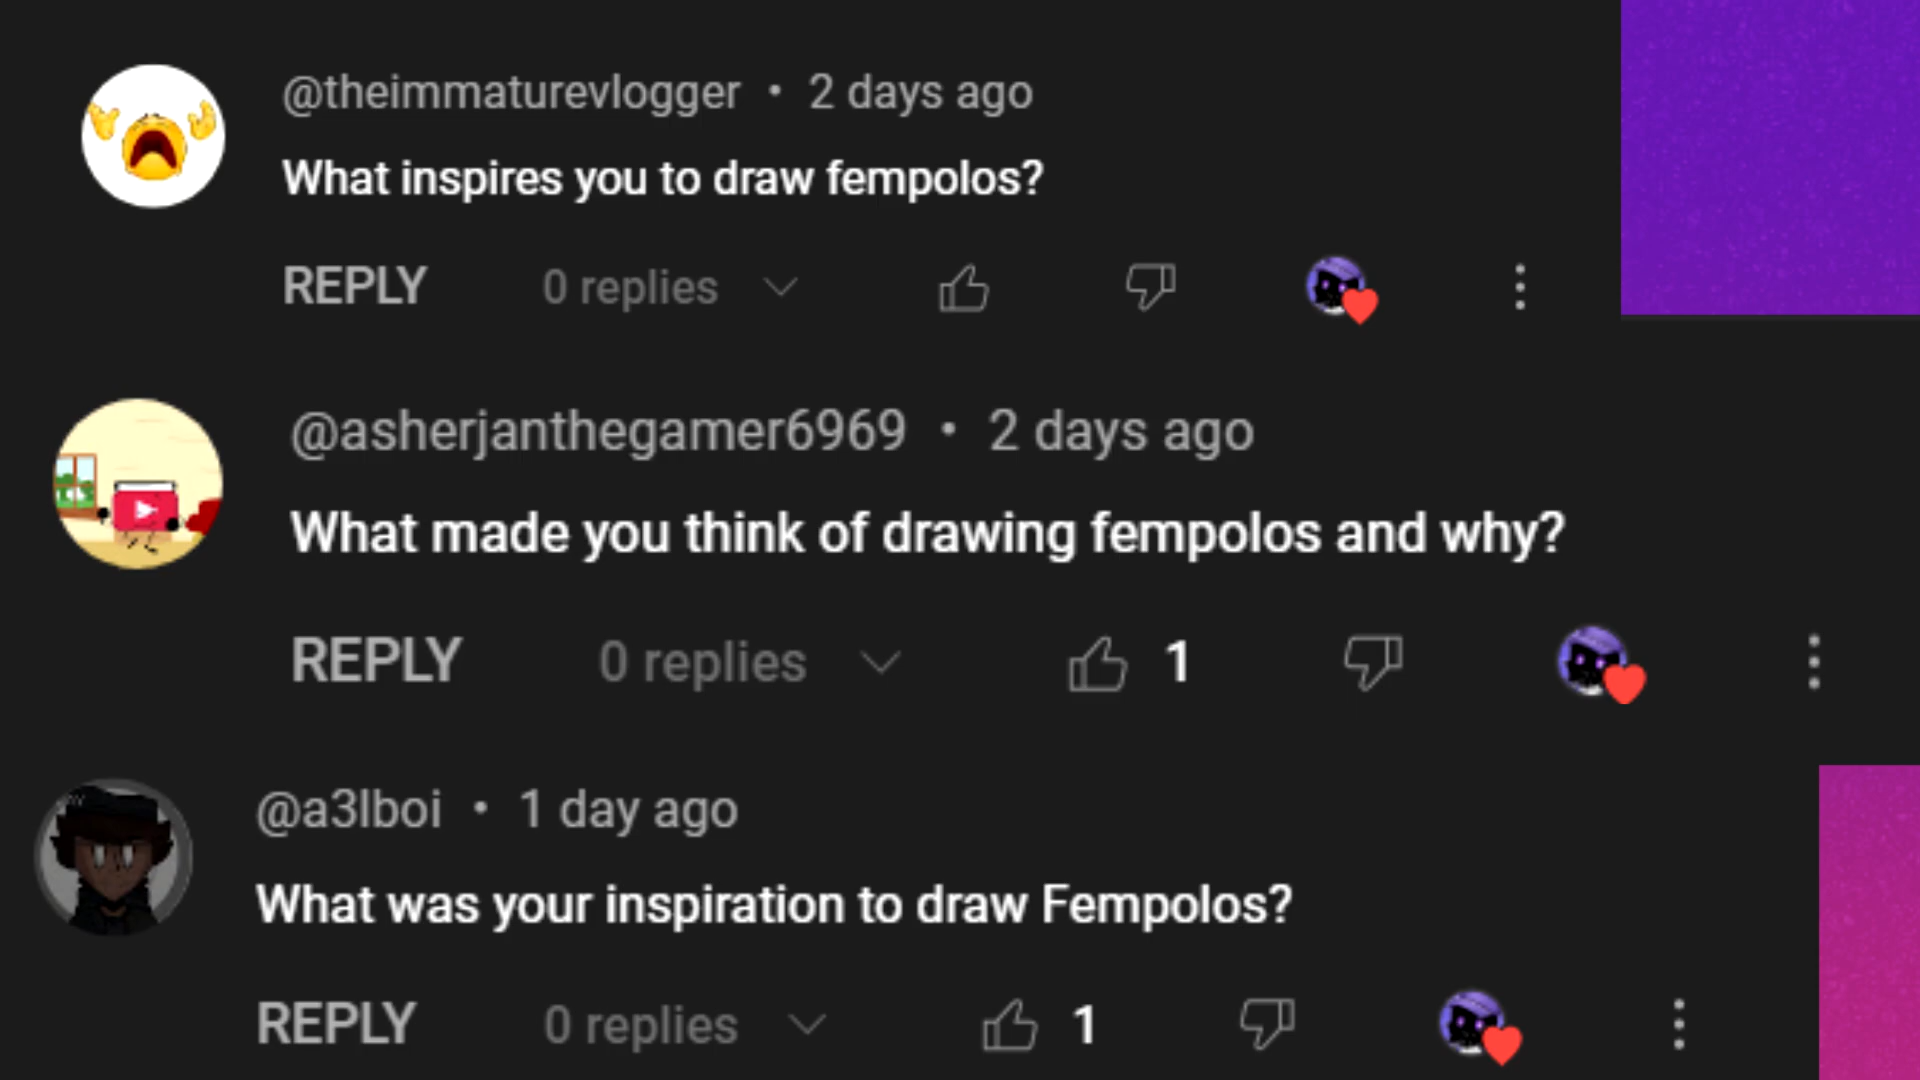 @theimmaturevlogger • 2 days ago
What inspires you to draw fempolos?
REPLY 0 replies
@asherjanthegamer6969 • 2 days ago
What made you think of drawing fempolos and why?
REPLY 0 replies 1
@a3lboi • 1 day ago
What was your inspiration to draw Fempolos?
REPLY 0 replies 1